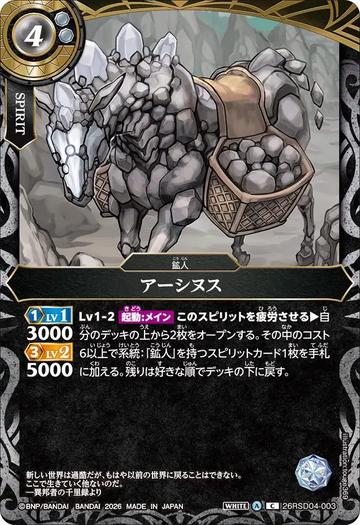 4
SPIRIT
こうじん
鉱人
アーシヌス
1 LV1 3000
3 LV2 5000
Lv1-2 起動:メイン このスピリットを疲労させる▶自
分のデッキの上から2枚をオープンする。その中のコスト
6以上で系統:「鉱人」を持つスピリットカード1枚を手札
に加える。残りは好きな順でデッキの下に戻す。
新しい世界は過酷だが、もはや以前の世界に戻ることはできない。
ここで生きていく他ないのだ。
―異邦者の千里録より
©BNP/BANDAI ©BANDAI 2026 MADE IN JAPAN
WHITE A C 26RSD04-003